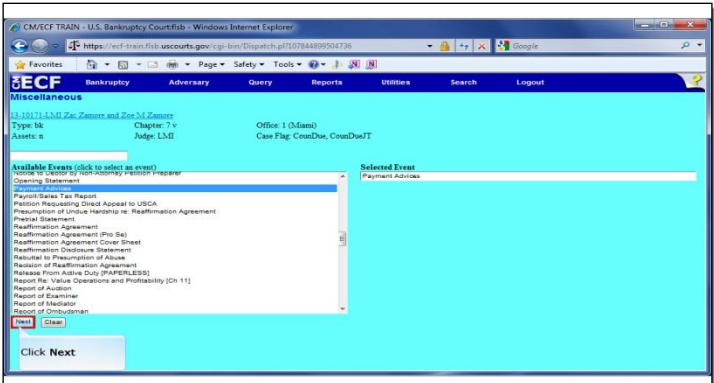 CM/ECF TRAIN - U.S. Bankruptcy Court:flsb - Windows Internet Explorer
https://ecf-train.flsb.uscourts.gov/cgi-bin/Dispatch.pl?107844899504736
Google
Favorites Page Safety Tools
ECF Bankruptcy Adversary Query Reports Utilities Search Logout ?
Miscellaneous
13-10171-LMI Zac Zamore and Zoe M Zamore
Type: bk Chapter: 7 v Office: 1 (Miami)
Assets: n Judge: LMI Case Flag: CounDue, CounDueJT
Available Events (click to select an event) Selected Event
Notice to Debtor by Non-Attorney Petition Preparer
Payment Advices
Opening Statement
Payment Advices
Payroll/Sales Tax Report
Petition Requesting Direct Appeal to USCA
Presumption of Undue Hardship re: Reaffirmation Agreement
Pretrial Statement
Reaffirmation Agreement
Reaffirmation Agreement (Pro Se)
Reaffirmation Agreement Cover Sheet
Reaffirmation Disclosure Statement
Rebuttal to Presumption of Abuse
Recision of Reaffirmation Agreement
Release From Active Duty [PAPERLESS]
Report Re: Value Operations and Profitability [Ch 11]
Report of Auction
Report of Examiner
Report of Mediator
Report of Ombudsman
Next Clear
Click Next